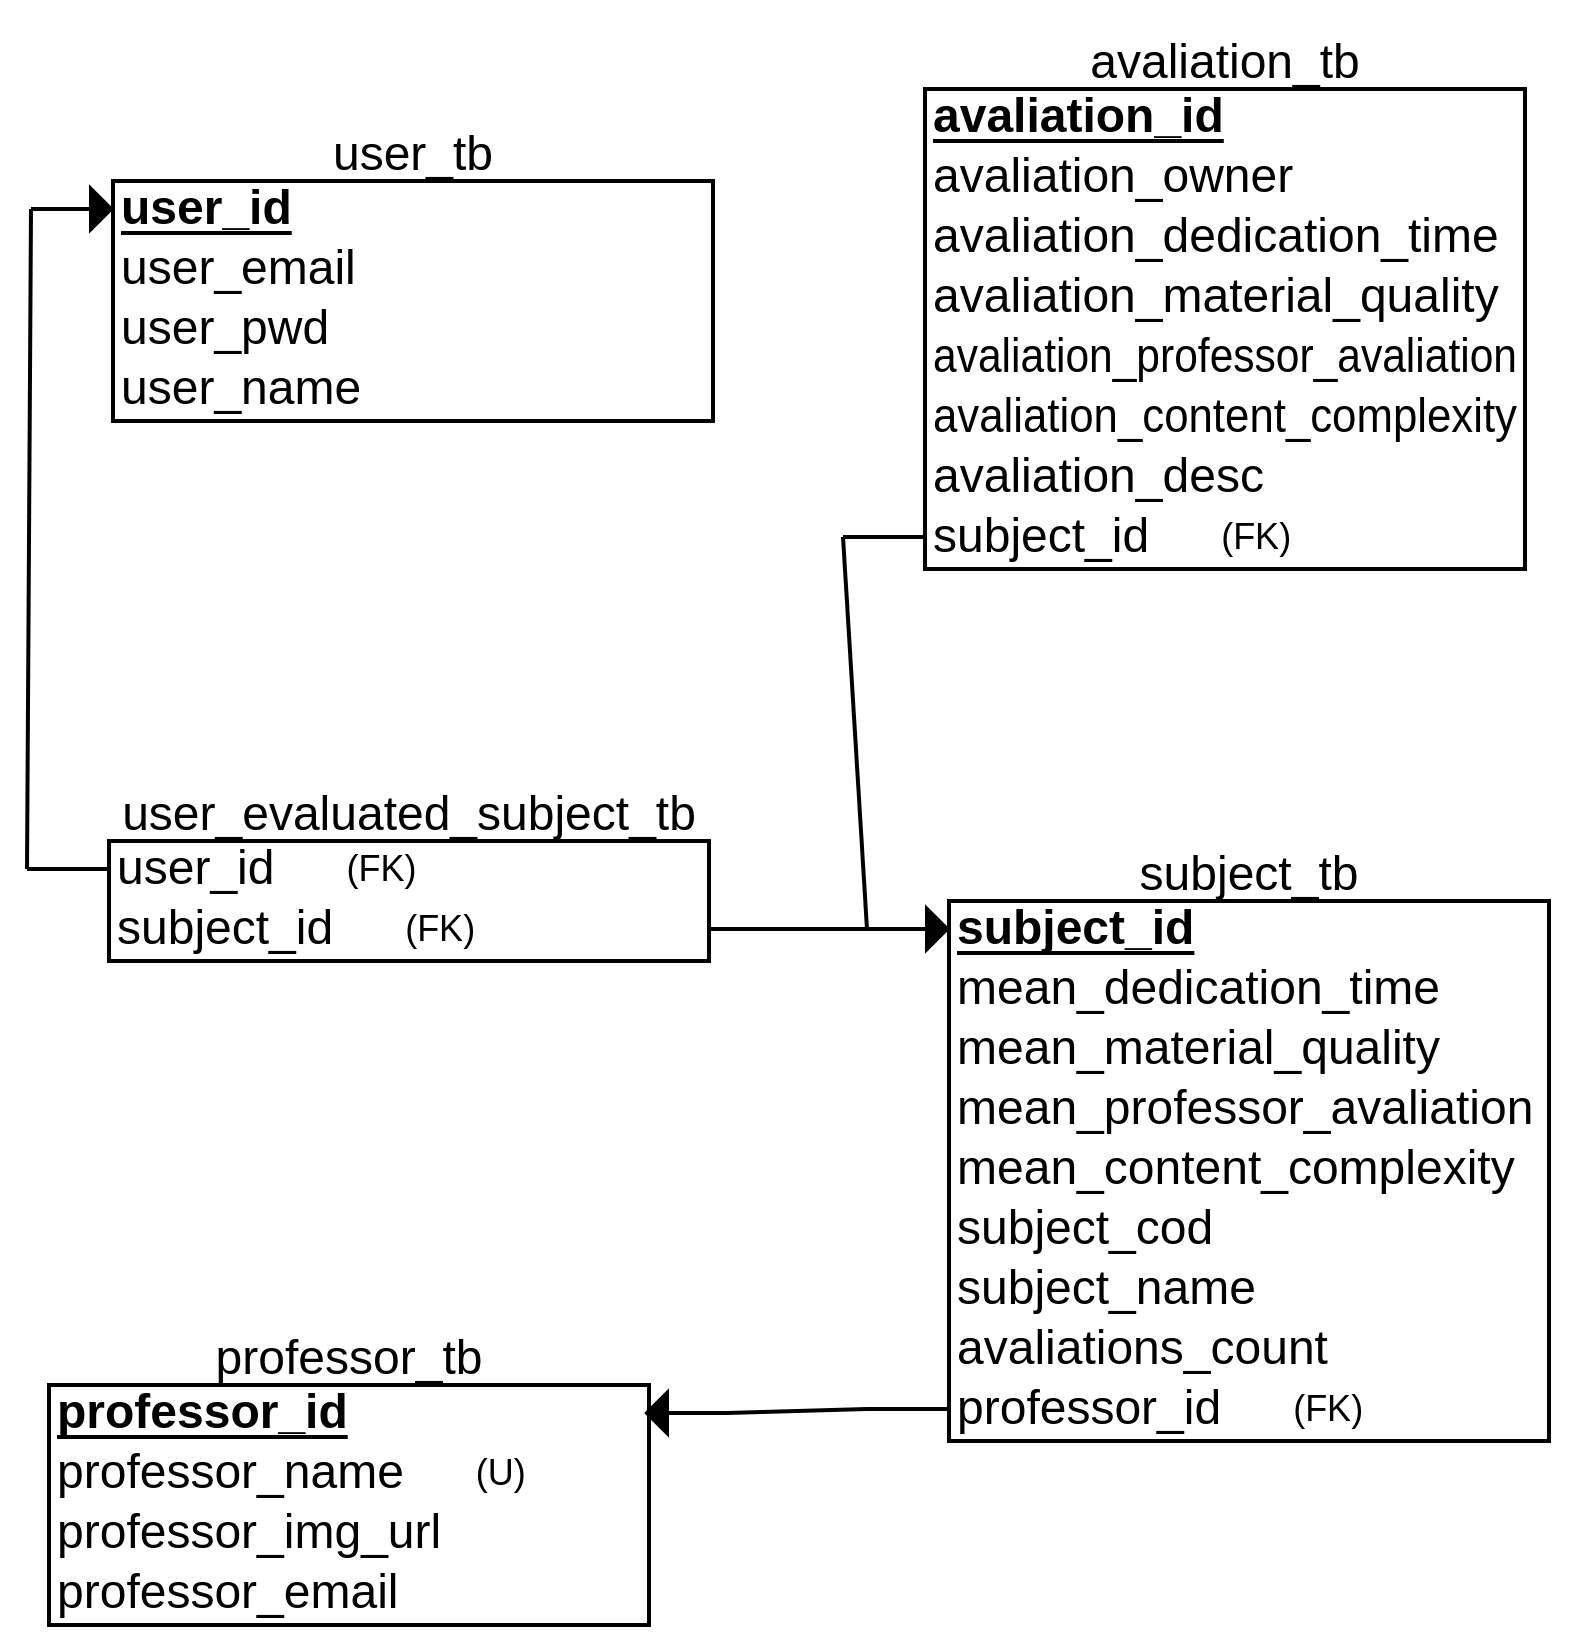 avaliation_tb
avaliation_id
avaliation_owner
avaliation_dedication_time
avaliation_material_quality
avaliation_professor_avaliation
avaliation_content_complexity
avaliation_desc
subject_id (FK)
user_tb
user_id
user_email
user_pwd
user_name
user_evaluated_subject_tb
user_id (FK)
subject_id (FK)
subject_tb
subject_id
mean_dedication_time
mean_material_quality
mean_professor_avaliation
mean_content_complexity
subject_cod
subject_name
avaliations_count
professor_id (FK)
professor_tb
professor_id
professor_name (U)
professor_img_url
professor_email